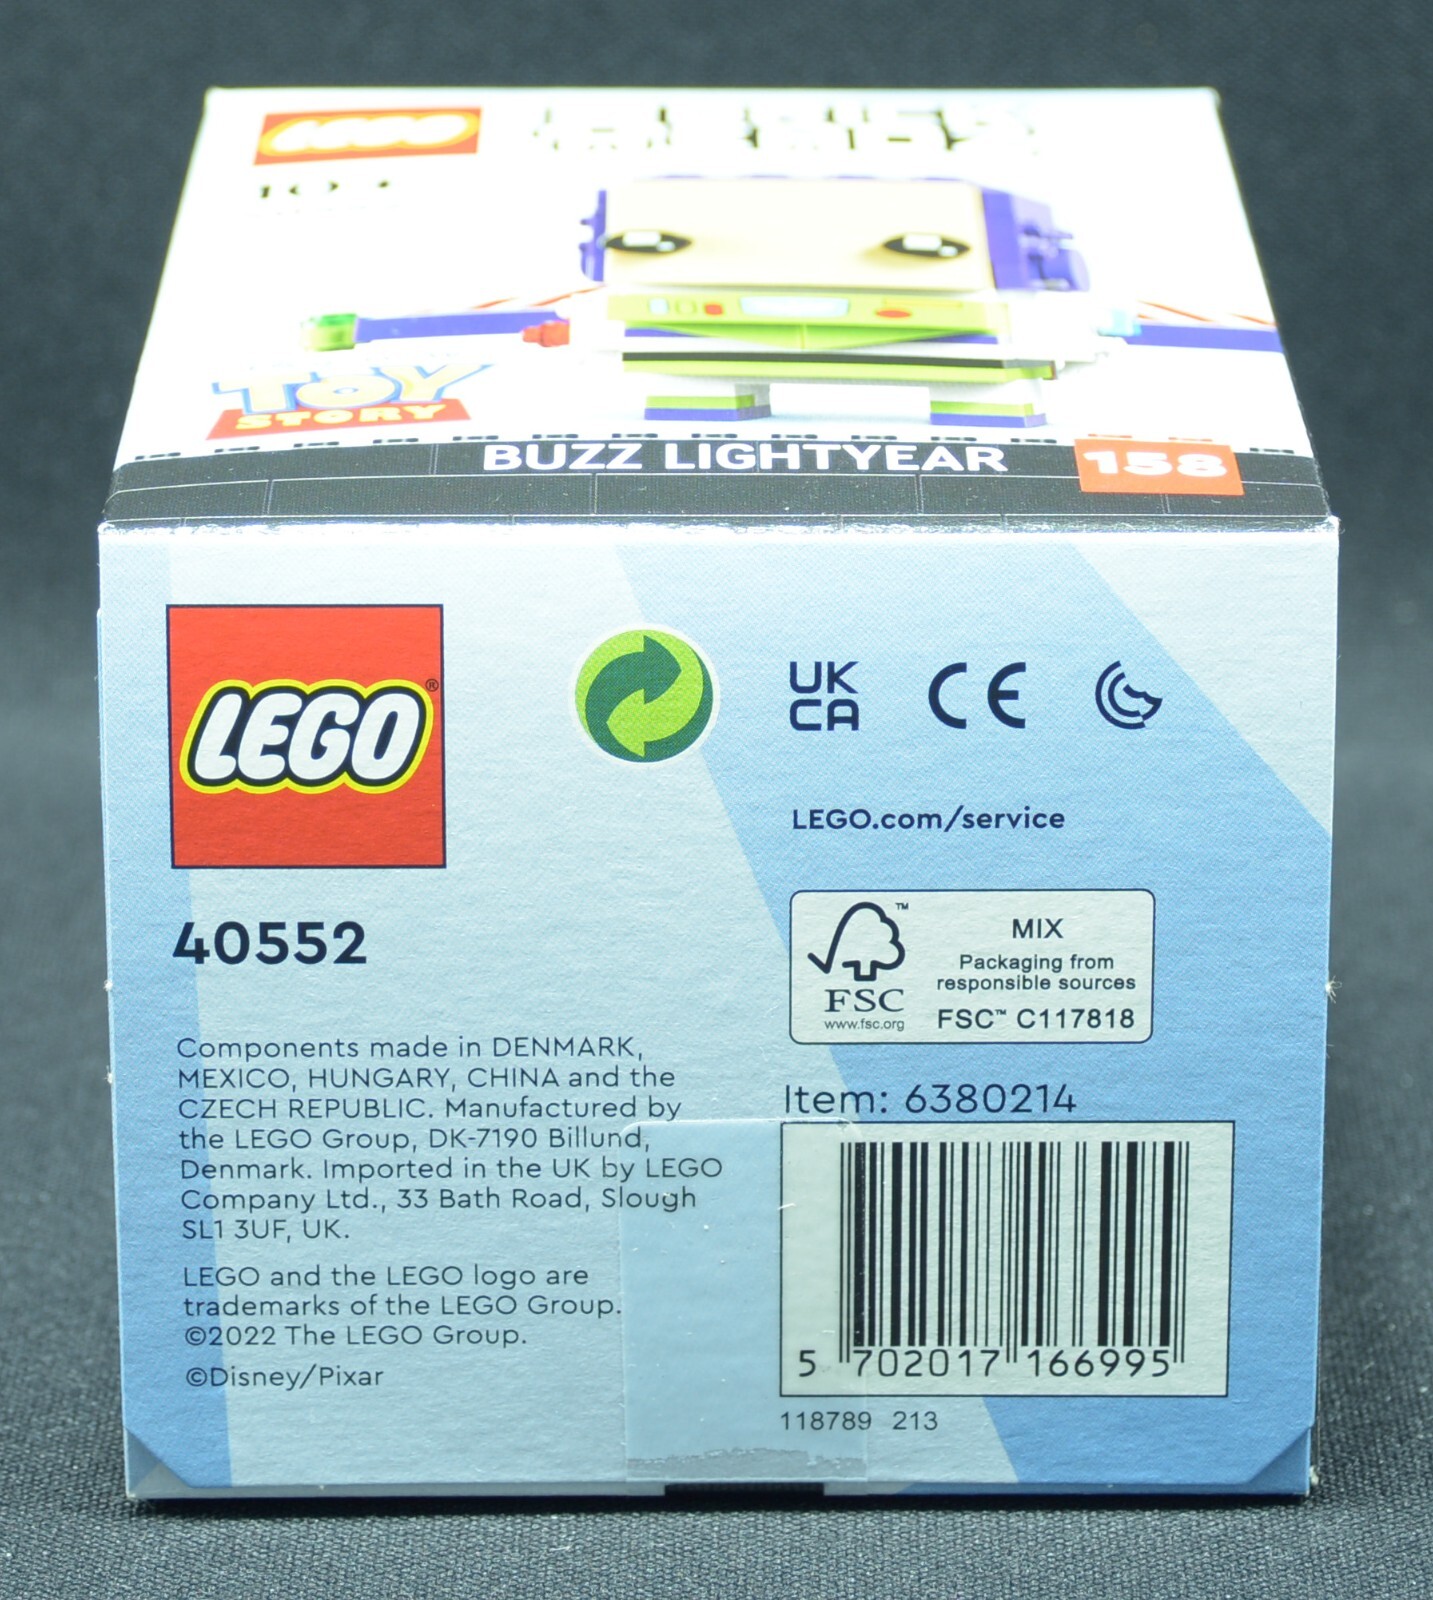 LEGO
10+
TOY
STORY
BUZZ LIGHTYEAR
158
LEGO®
UK
CA
CE
LEGO.com/service
40552
FSC™
www.fsc.org
MIX
Packaging from
responsible sources
FSC™ C117818
Components made in DENMARK,
MEXICO, HUNGARY, CHINA and the
CZECH REPUBLIC. Manufactured by
the LEGO Group, DK-7190 Billund,
Denmark. Imported in the UK by LEGO
Company Ltd., 33 Bath Road, Slough
SL1 3UF, UK.
LEGO and the LEGO logo are
trademarks of the LEGO Group.
©2022 The LEGO Group.
©Disney/Pixar
Item: 6380214
5 702017 166995
118789 213